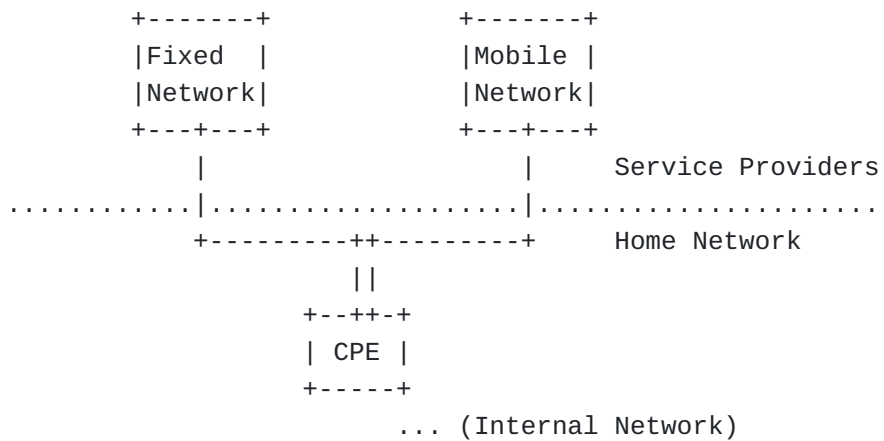 +-------+            +-------+
|Fixed  |            |Mobile |
|Network|            |Network|
+---+---+            +---+---+
    |                    |     Service Providers
............|....................|......................
    +---------++---------+     Home Network
              ||
           +--++-+
           | CPE |
           +-----+
                 ... (Internal Network)